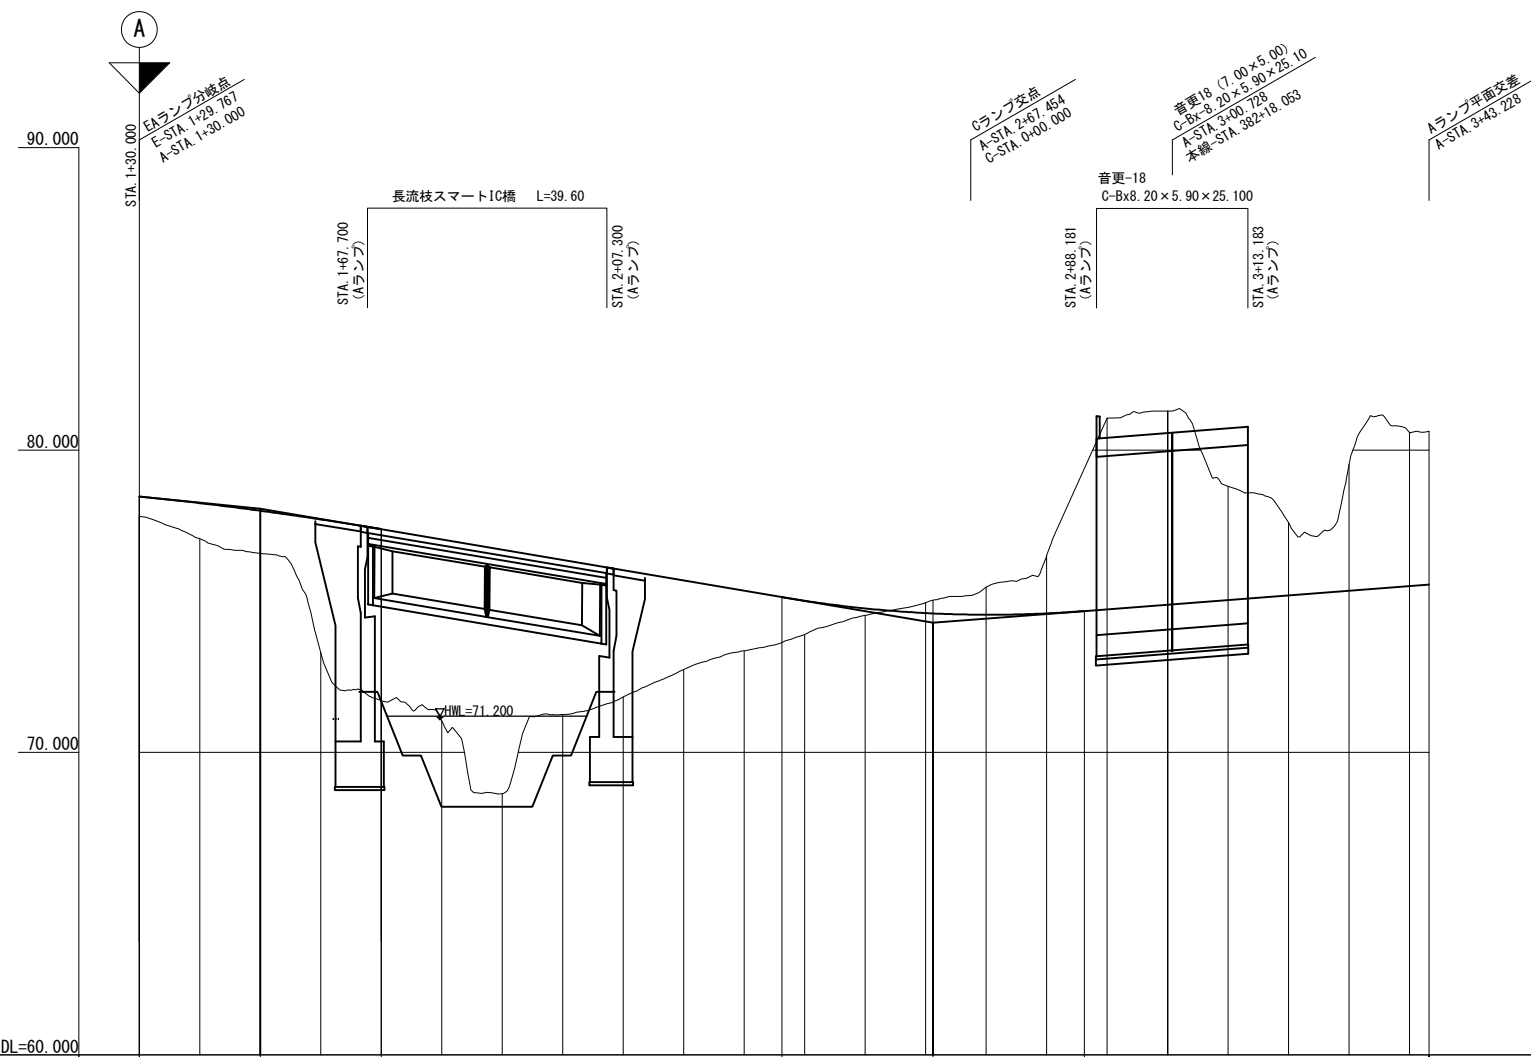 A
EAランプ分岐点
E-STA.1+29.767
A-STA.1+30.000
STA.1+30.000
90.000
長流枝スマートIC橋 L=39.60
STA.1+67.700
(Aランプ)
STA.2+07.300
(Aランプ)
Cランプ交点
A-STA.2+67.454
C-STA.0+00.000
音更18 (7.00×5.00)
C-Bx-8.20×5.90×25.10
A-STA.3+00.728
本線-STA.382+18.053
Aランプ平面交差
A-STA.3+43.228
音更-18
C-Bx8.20×5.90×25.100
STA.2+88.181
(Aランプ)
STA.3+13.183
(Aランプ)
80.000
HWL=71.200
70.000
DL=60.000